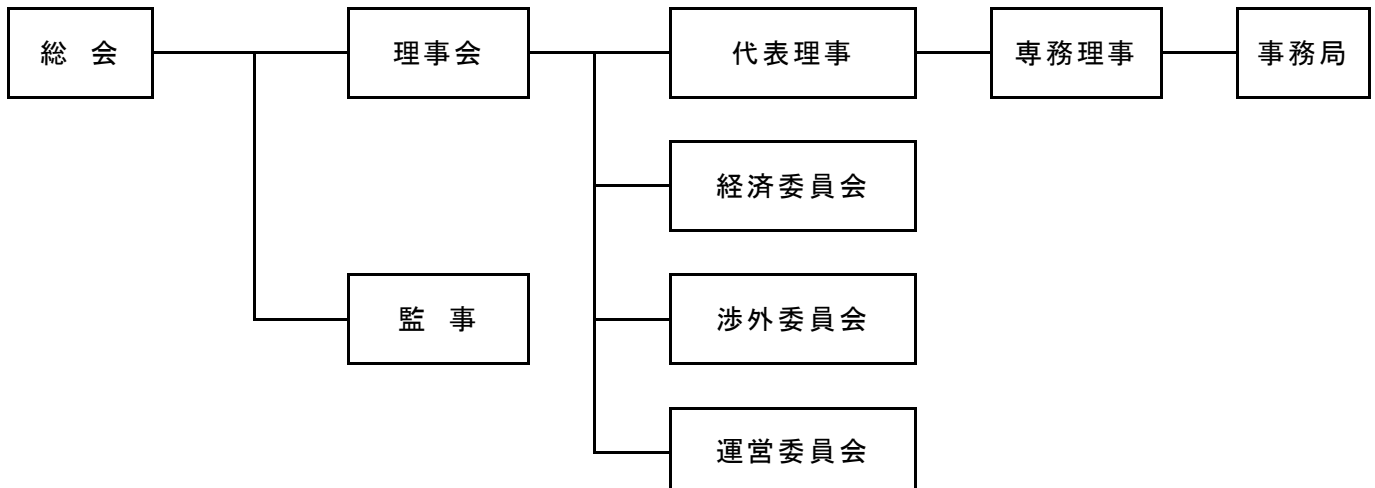 総　会
理事会
代表理事
専務理事
事務局
経済委員会
監　事
渉外委員会
運営委員会